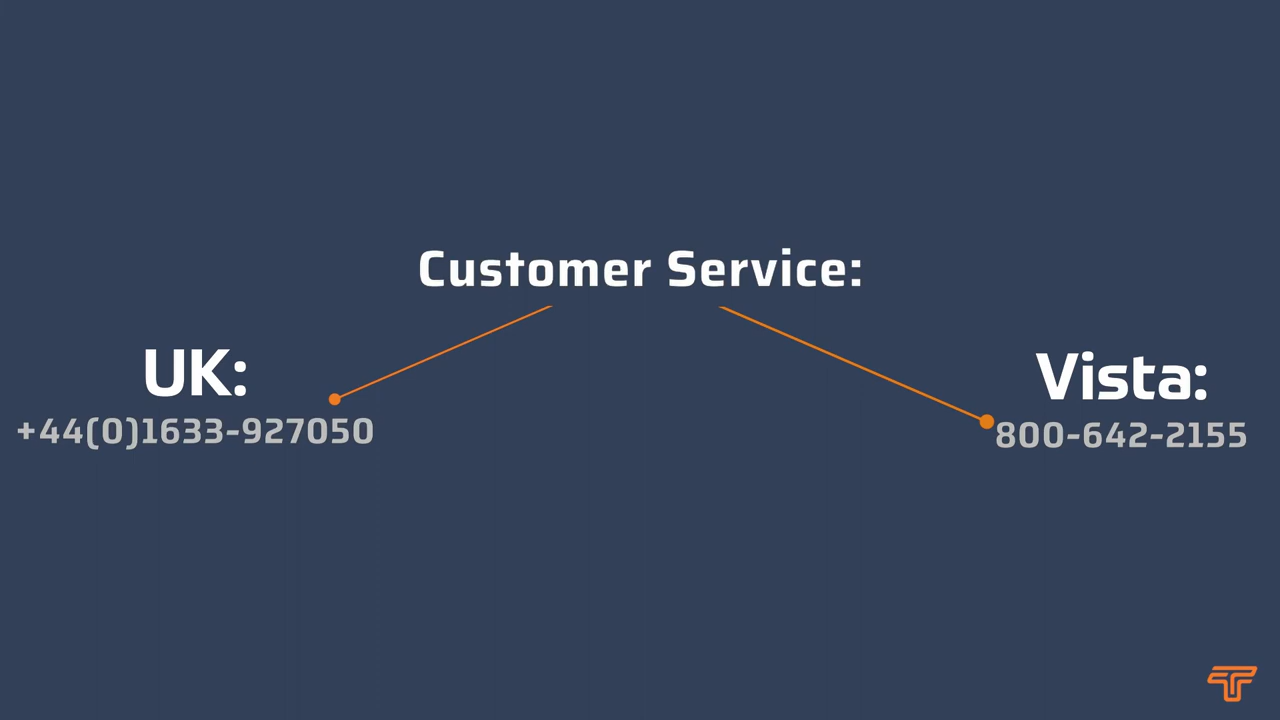 Customer Service:
UK:
+44(0)1633-927050
Vista:
800-642-2155